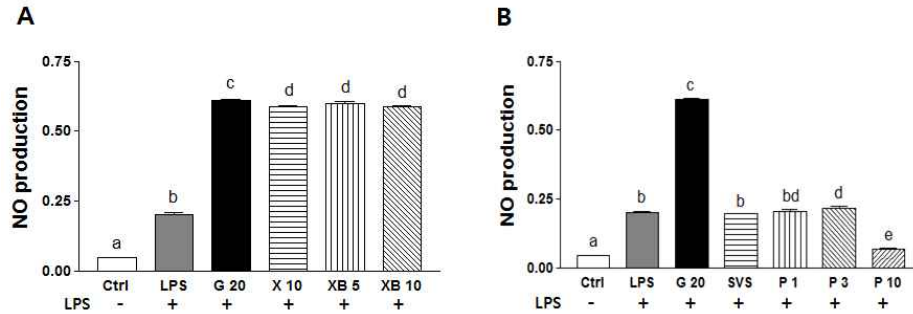 A
NO production
0.75
0.50
0.25
0.00
a
b
c
d
d
d
Ctrl LPS G 20 X 10 XB 5 XB 10
LPS - + + + + +
B
NO production
0.75
0.50
0.25
0.00
a
b
c
b
bd
d
e
Ctrl LPS G 20 SVS P 1 P 3 P 10
LPS - + + + + + +